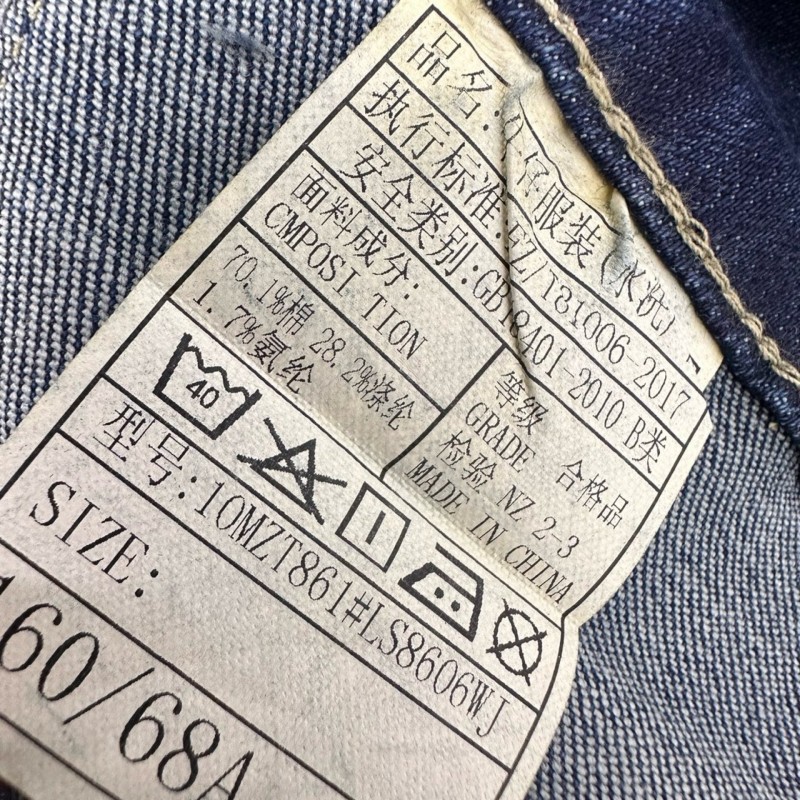 品名:牛仔服装(水洗)
执行标准:FZ/T81006-2017
安全类别:GB18401-2010 B类
面料成分:
CMPOSI TION
70.1%棉 28.2%涤纶
1.7%氨纶
等级
GRADE 合格品
检验 NZ 2-3
MADE IN CHINA
40
型号:10MZT861#LS8606WJ
SIZE:
160/68A